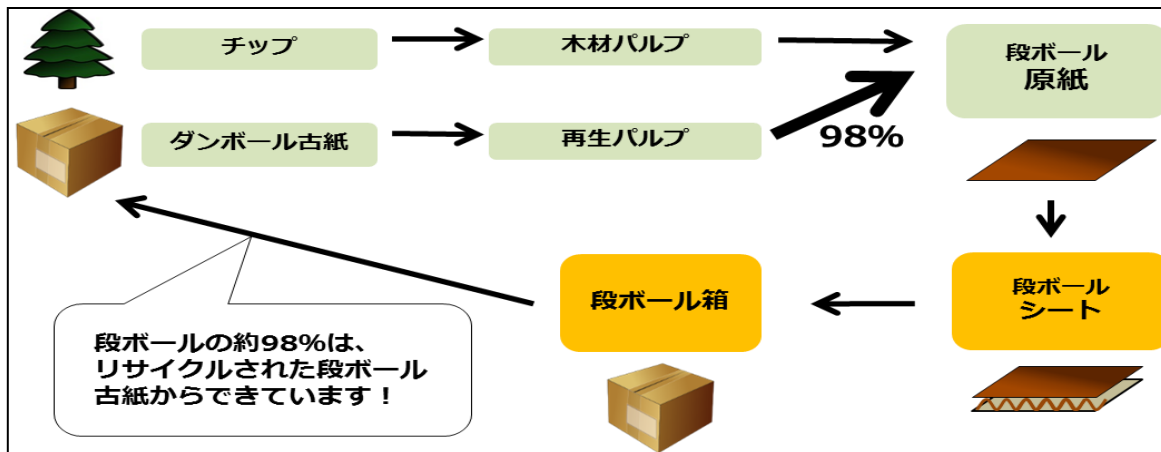 チップ
木材パルプ
段ボール
原紙
ダンボール古紙
再生パルプ
98%
段ボール箱
段ボール
シート
段ボールの約98%は、
リサイクルされた段ボール
古紙からできています！